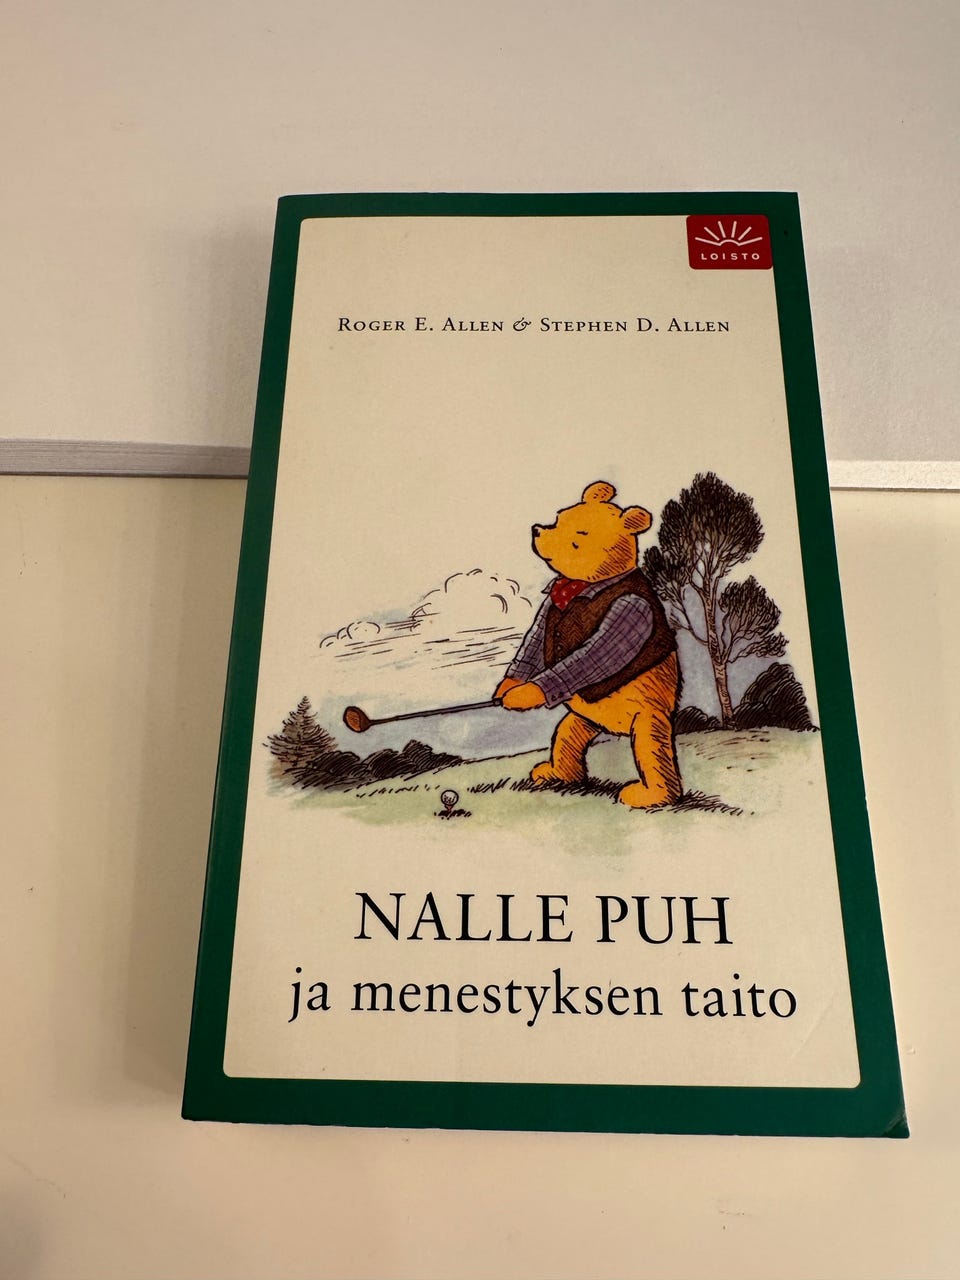 LOISTO
ROGER E. ALLEN & STEPHEN D. ALLEN
NALLE PUH
ja menestyksen taito